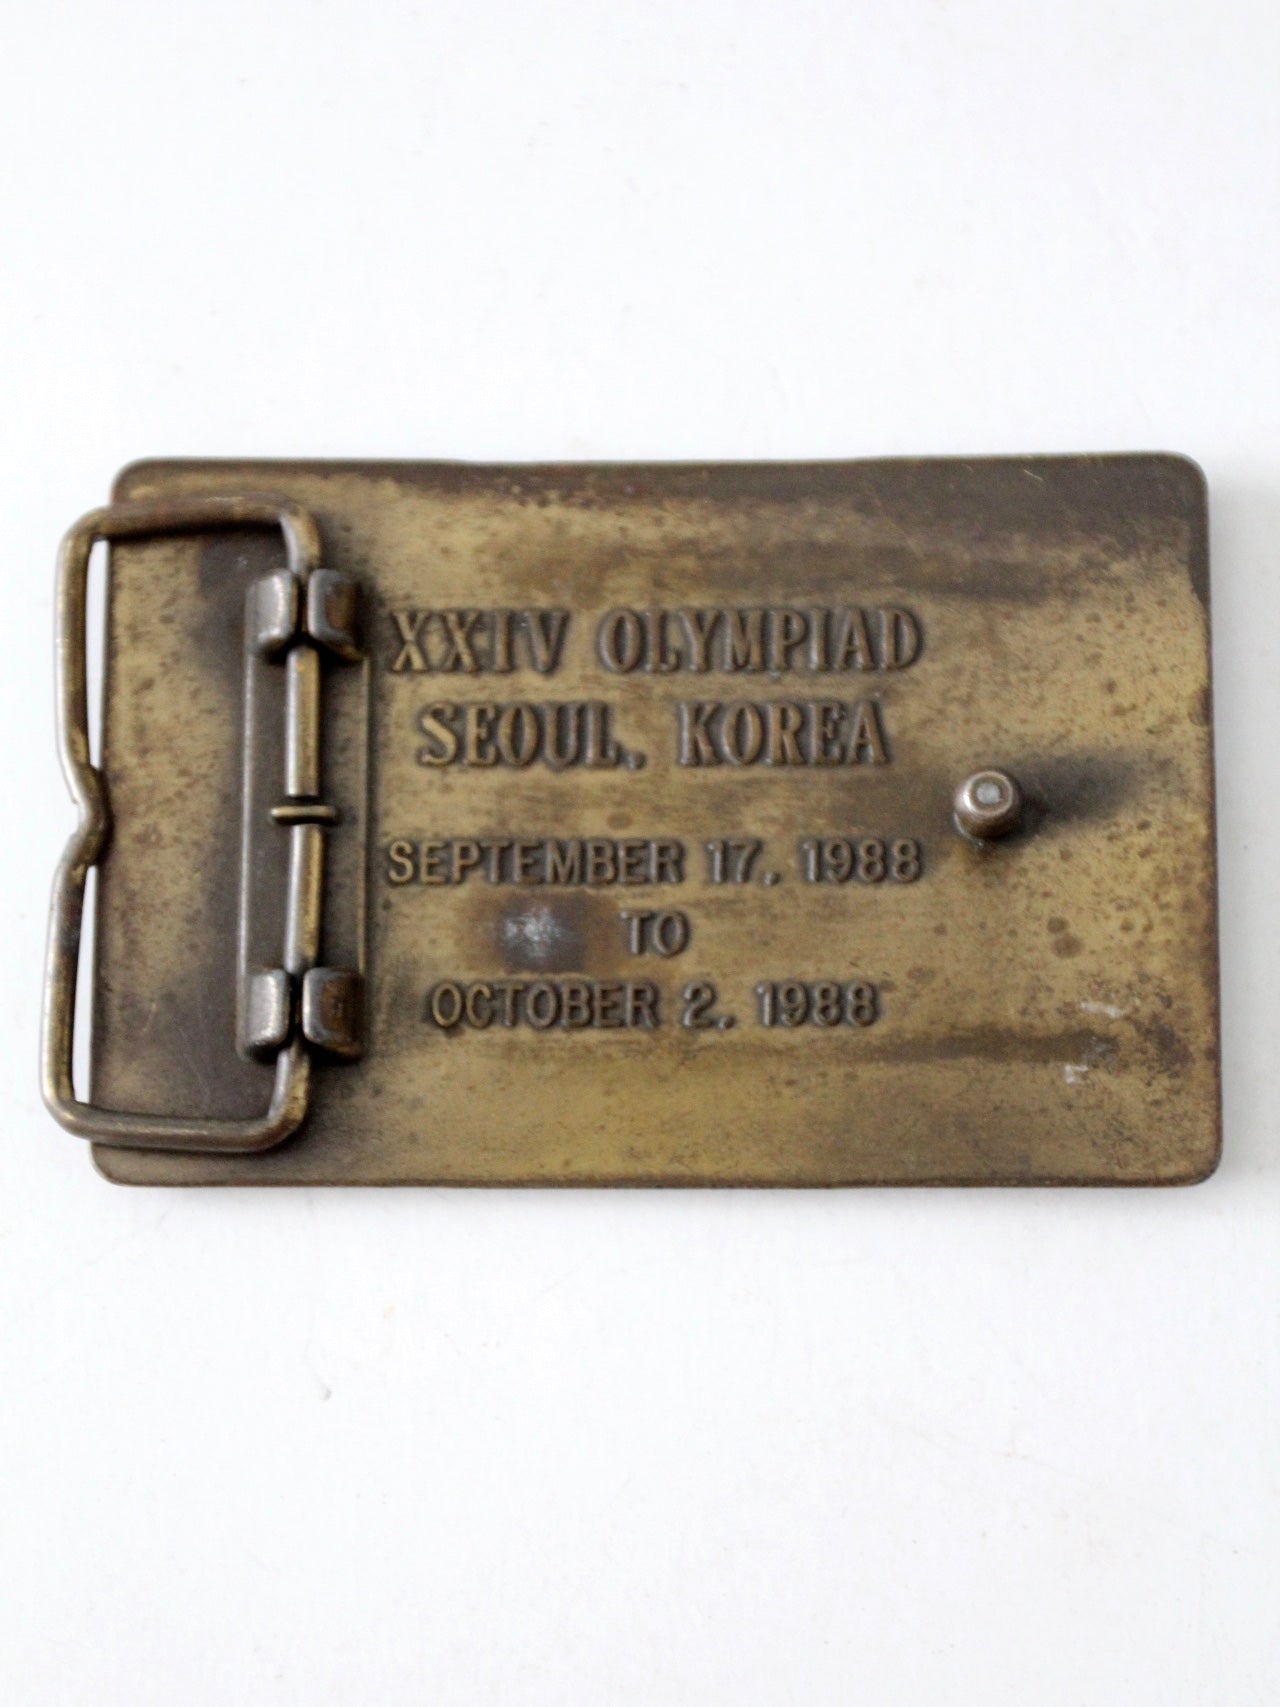 XXIV OLYMPIAD
SEOUL, KOREA
SEPTEMBER 17, 1988
TO
OCTOBER 2, 1988